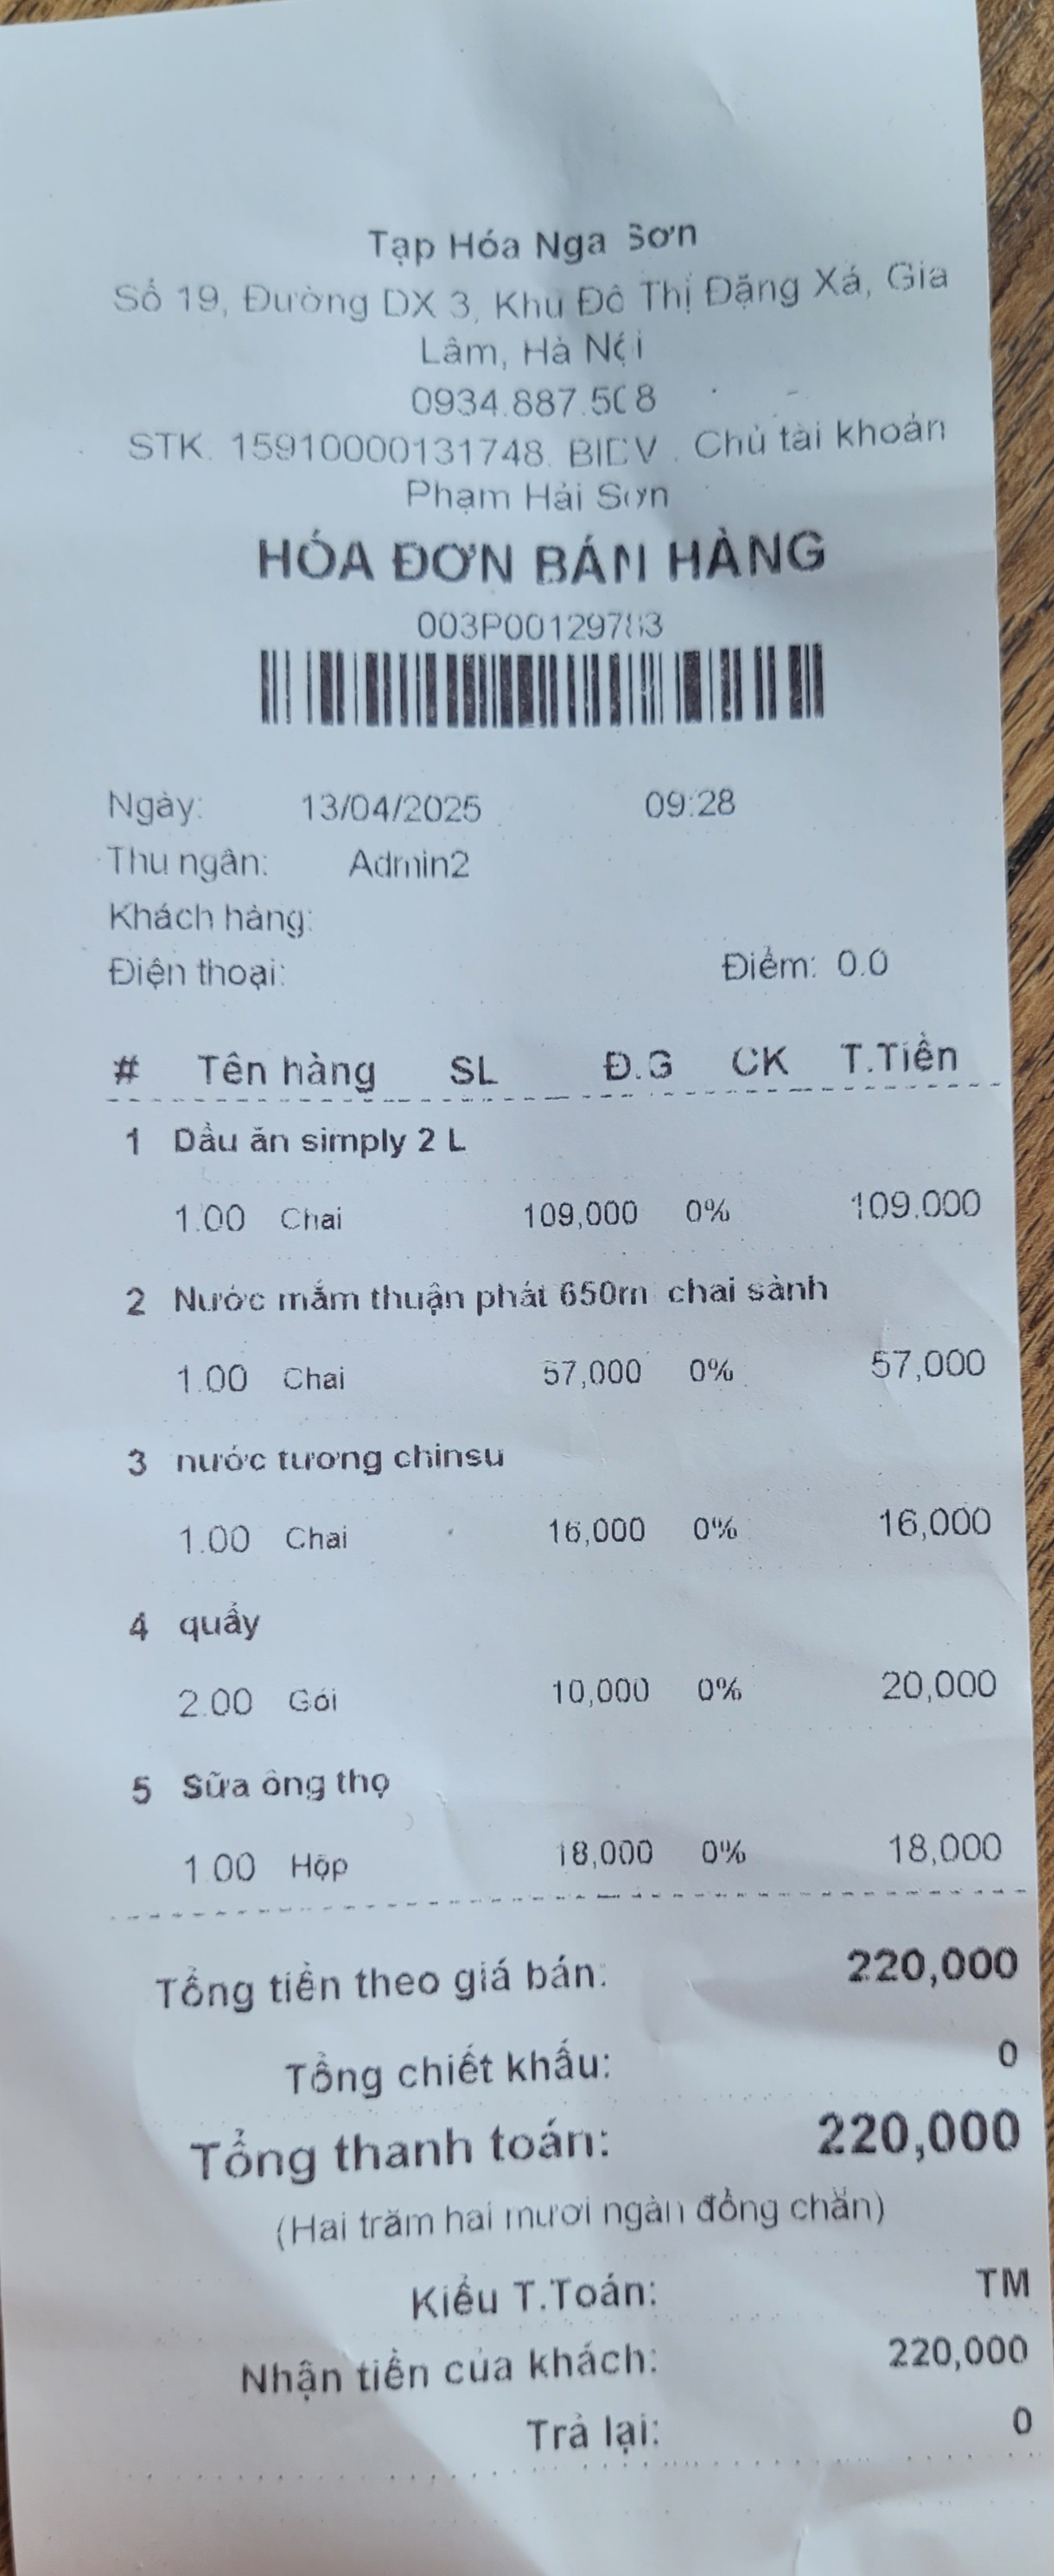 Tạp Hóa Nga Sơn
Số 19, Đường DX 3, Khu Đô Thị Đặng Xá, Gia
Lâm, Hà Nội
0934.887.508
STK. 15910000131748. BIDV . Chủ tài khoản
Phạm Hải Sơn
HÓA ĐƠN BÁN HÀNG
003P00129783
Ngày: 13/04/2025 09:28
Thu ngân: Admin2
Khách hàng:
Điện thoại: Điểm: 0.0
# Tên hàng SL Đ.G CK T.Tiền
1 Dầu ăn simply 2 L
1.00 Chai 109,000 0% 109.000
2 Nước mắm thuận phát 650m chai sành
1.00 Chai 57,000 0% 57,000
3 nước tương chinsu
1.00 Chai 16,000 0% 16,000
4 quẩy
2.00 Gói 10,000 0% 20,000
5 Sữa ông thọ
1.00 Hộp 18,000 0% 18,000
Tổng tiền theo giá bán: 220,000
Tổng chiết khấu: 0
Tổng thanh toán: 220,000
(Hai trăm hai mươi ngàn đồng chẵn)
Kiểu T.Toán: TM
Nhận tiền của khách: 220,000
Trả lại: 0